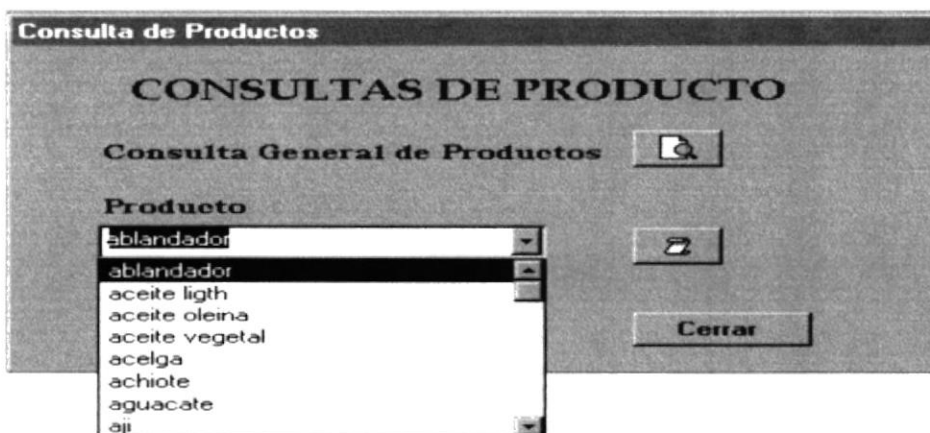 Consulta de Productos
CONSULTAS DE PRODUCTO
Consulta General de Productos
Producto
ablandador
ablandador
aceite ligth
aceite oleina
aceite vegetal
acelga
achiote
aguacate
aji
Cerrar